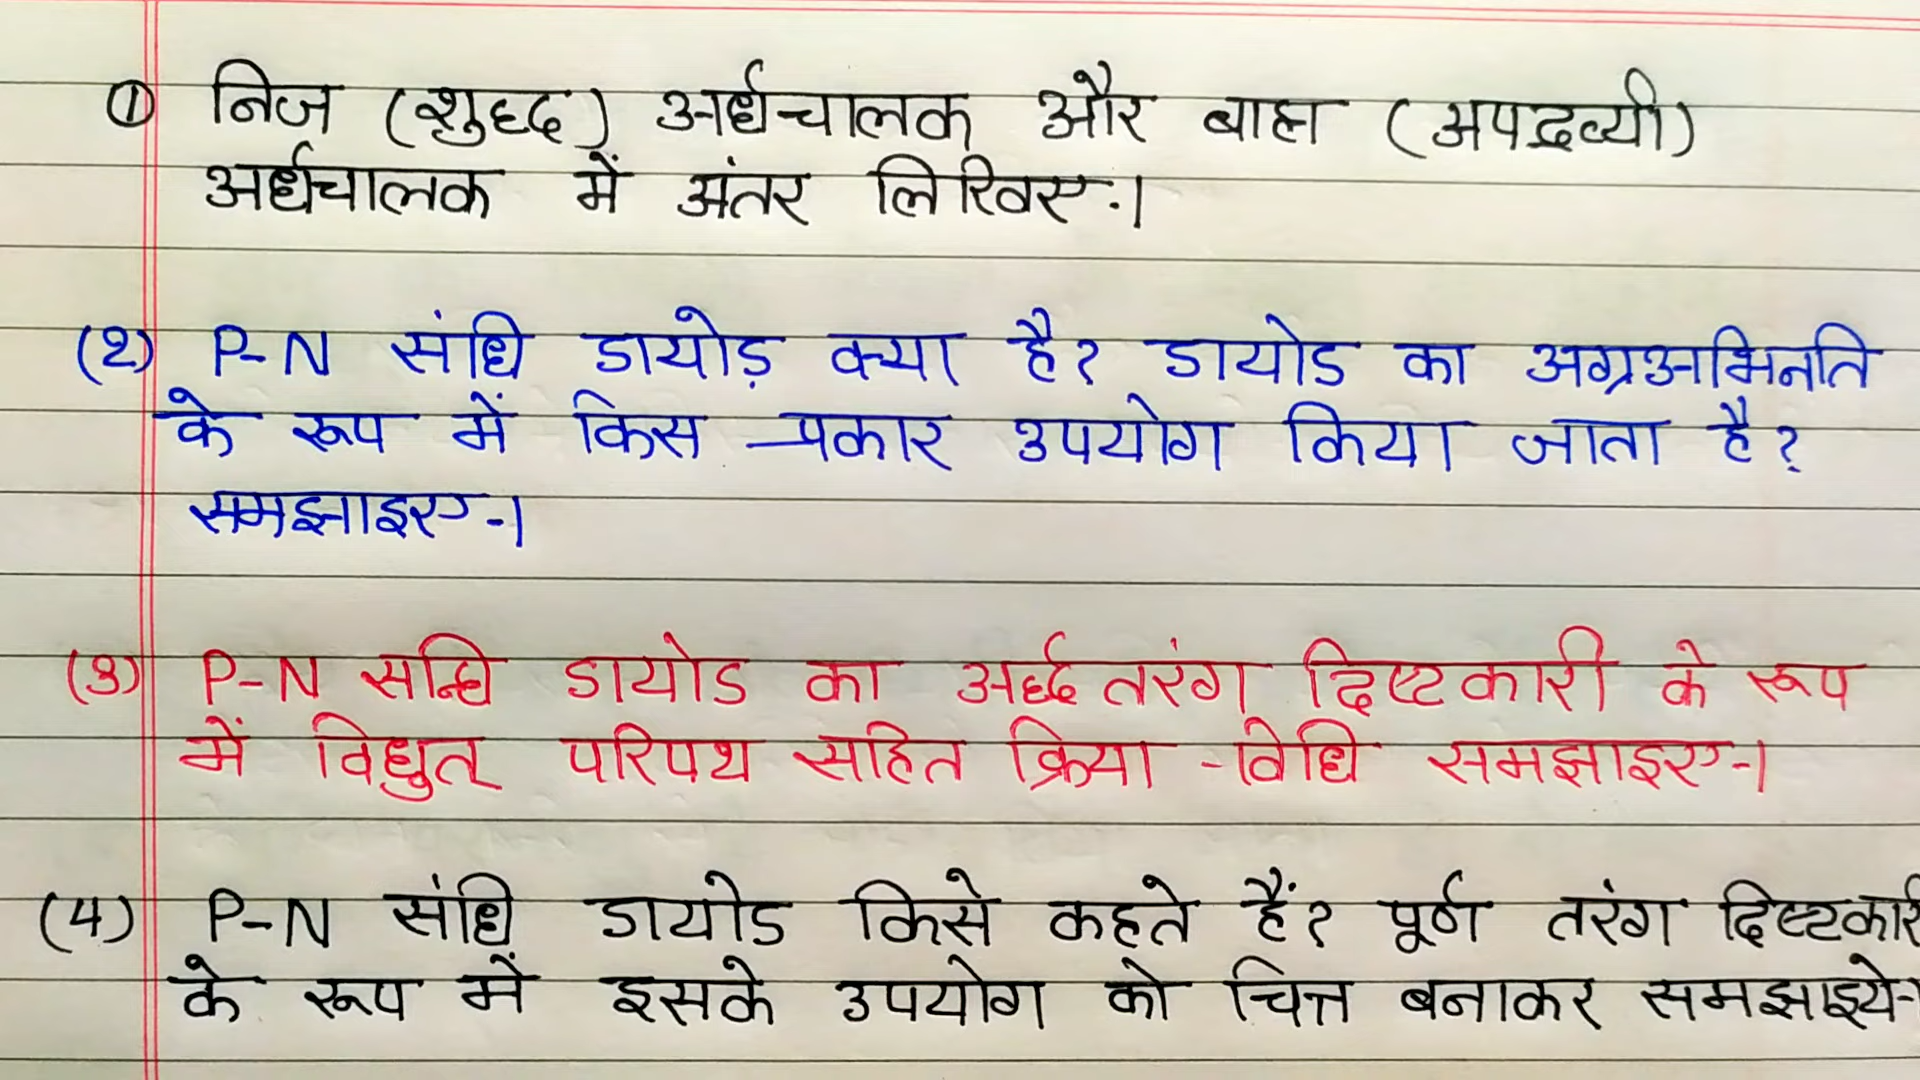 ① निज (शुद्ध) अर्धचालक और बाह्य (अपद्रव्यी)
अर्धचालक में अंतर लिखिए-।
(2) P-N संधि डायोड़ क्या है? डायोड का अग्रअभिनति
के रूप में किस प्रकार उपयोग किया जाता है?
समझाइए-।
(3) P-N सन्धि डायोड का अर्द्ध तरंग दिष्टकारी के रूप
में विधुत् परिपथ सहित क्रिया-विधि समझाइए-।
(4) P-N संधि डायोड किसे कहते हैं? पूर्ण तरंग दिष्टकारी
के रूप में इसके उपयोग को चित्र बनाकर समझाइये-।